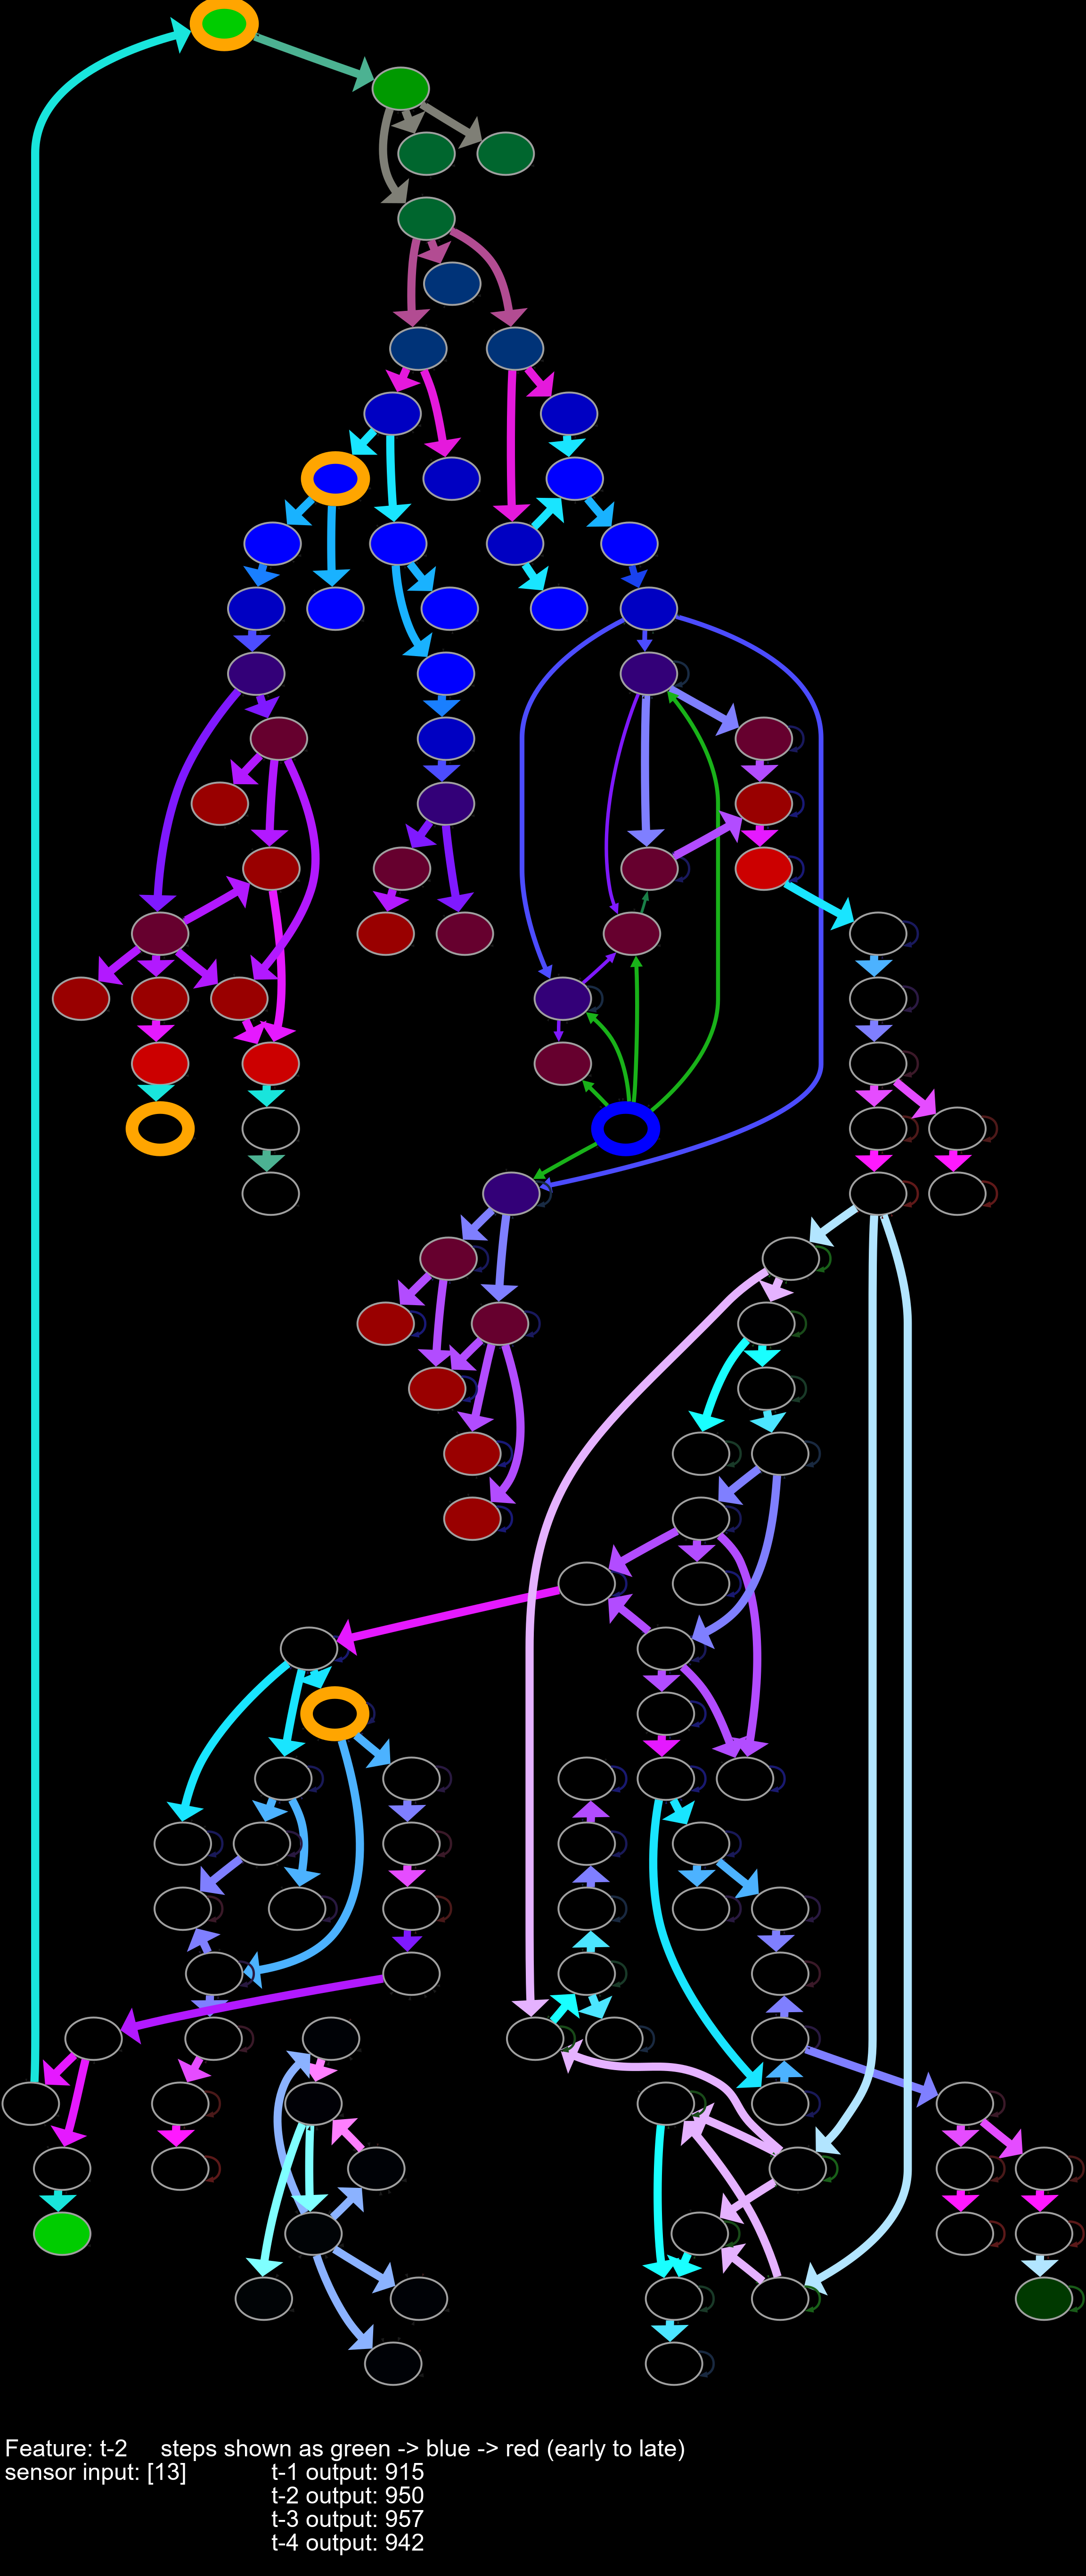 Feature: t-2 steps shown as green -> blue -> red (early to late)
sensor input: [13] t-1 output: 915
t-2 output: 950
t-3 output: 957
t-4 output: 942